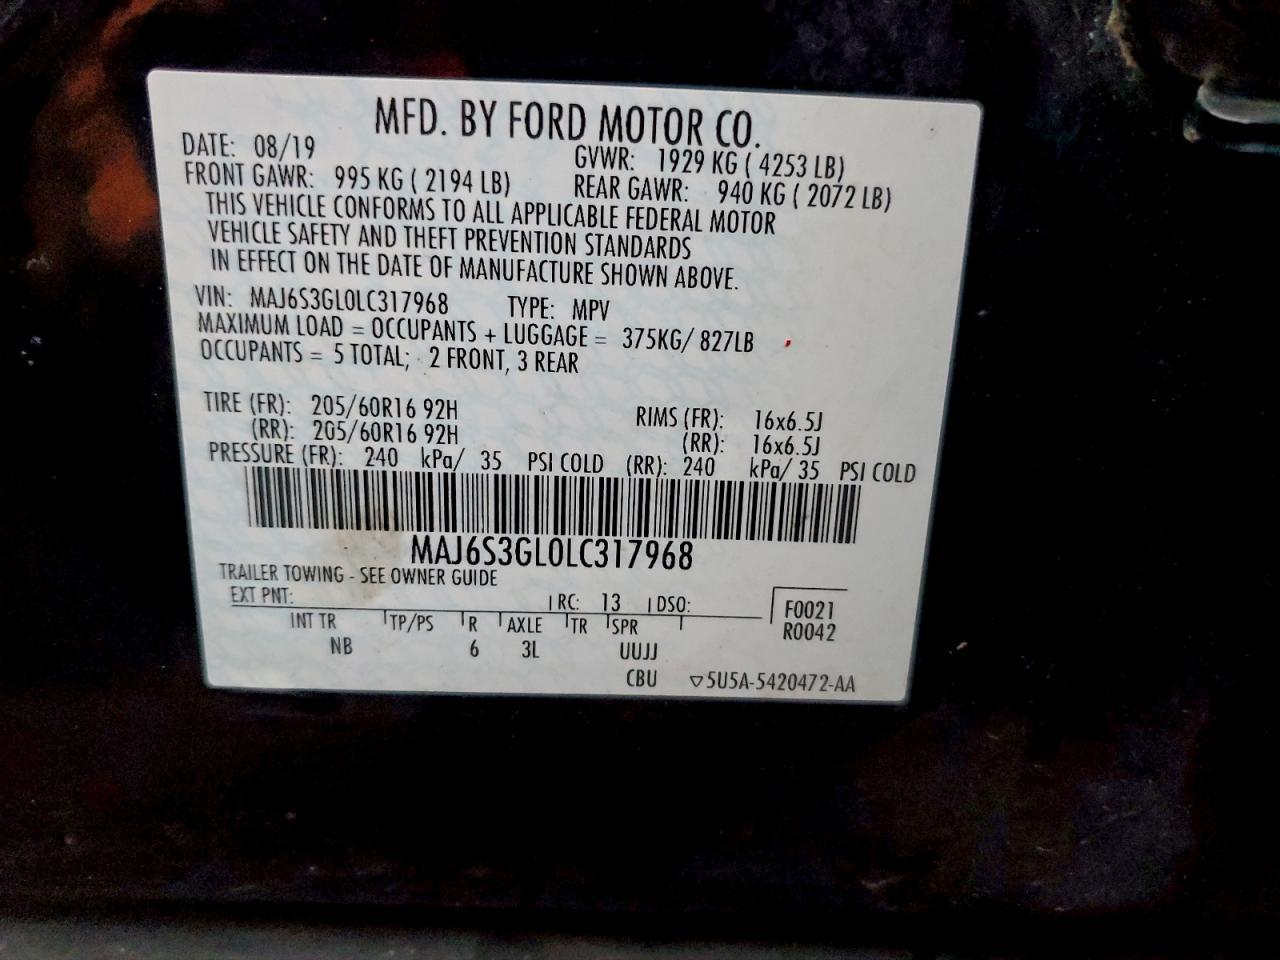 MFD. BY FORD MOTOR CO.
DATE: 08/19 GVWR: 1929 KG ( 4253 LB)
FRONT GAWR: 995 KG ( 2194 LB) REAR GAWR: 940 KG ( 2072 LB)
THIS VEHICLE CONFORMS TO ALL APPLICABLE FEDERAL MOTOR
VEHICLE SAFETY AND THEFT PREVENTION STANDARDS
IN EFFECT ON THE DATE OF MANUFACTURE SHOWN ABOVE.
VIN: MAJ6S3GL0LC317968 TYPE: MPV
MAXIMUM LOAD = OCCUPANTS + LUGGAGE = 375KG/ 827LB
OCCUPANTS = 5 TOTAL; 2 FRONT, 3 REAR
TIRE (FR): 205/60R16 92H RIMS (FR): 16x6.5J
(RR): 205/60R16 92H (RR): 16x6.5J
PRESSURE (FR): 240 kPa/ 35 PSI COLD (RR): 240 kPa/ 35 PSI COLD
MAJ6S3GL0LC317968
TRAILER TOWING - SEE OWNER GUIDE
EXT PNT: RC: 13 DSO: F0021
INT TR TP/PS R AXLE TR SPR R0042
NB 6 3L UUJJ
CBU ▽5U5A-5420472-AA